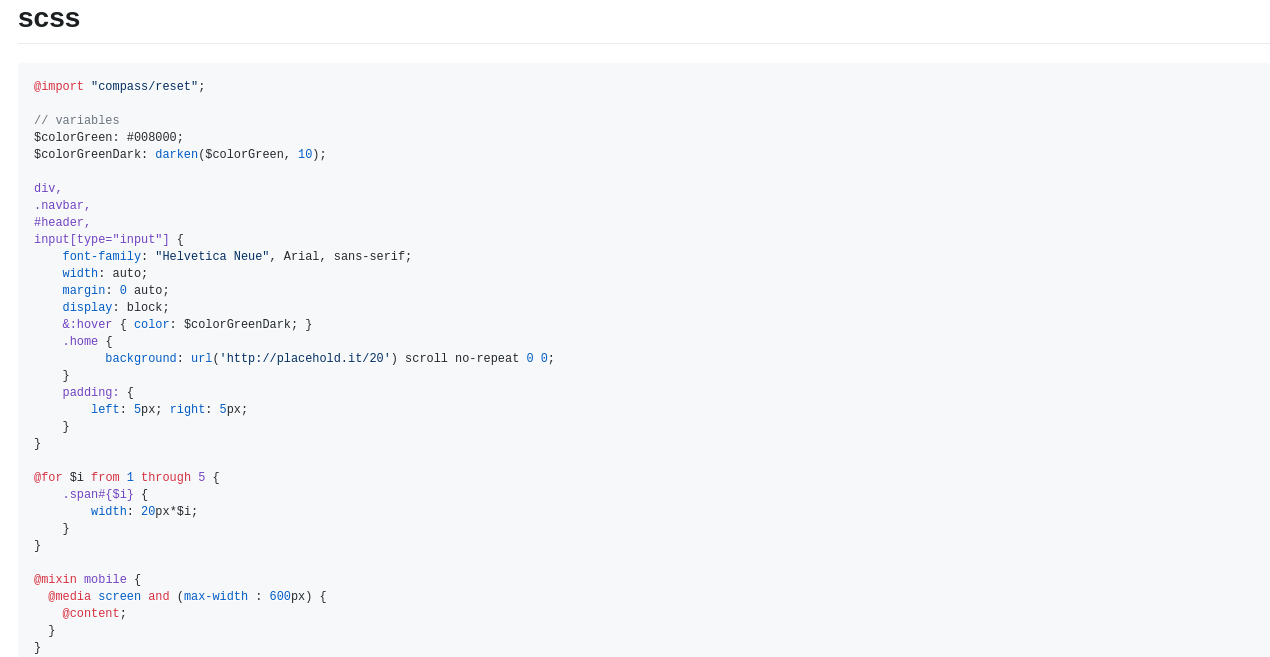 scss
@import "compass/reset";
// variables
$colorGreen: #008000;
$colorGreenDark: darken($colorGreen, 10);
div,
.navbar,
#header,
input[type="input"] {
    font-family: "Helvetica Neue", Arial, sans-serif;
    width: auto;
    margin: 0 auto;
    display: block;
    &:hover { color: $colorGreenDark; }
    .home {
          background: url('http://placehold.it/20') scroll no-repeat 0 0;
    }
    padding: {
        left: 5px; right: 5px;
    }
}
@for $i from 1 through 5 {
    .span#{$i} {
        width: 20px*$i;
    }
}
@mixin mobile {
  @media screen and (max-width : 600px) {
    @content;
  }
}